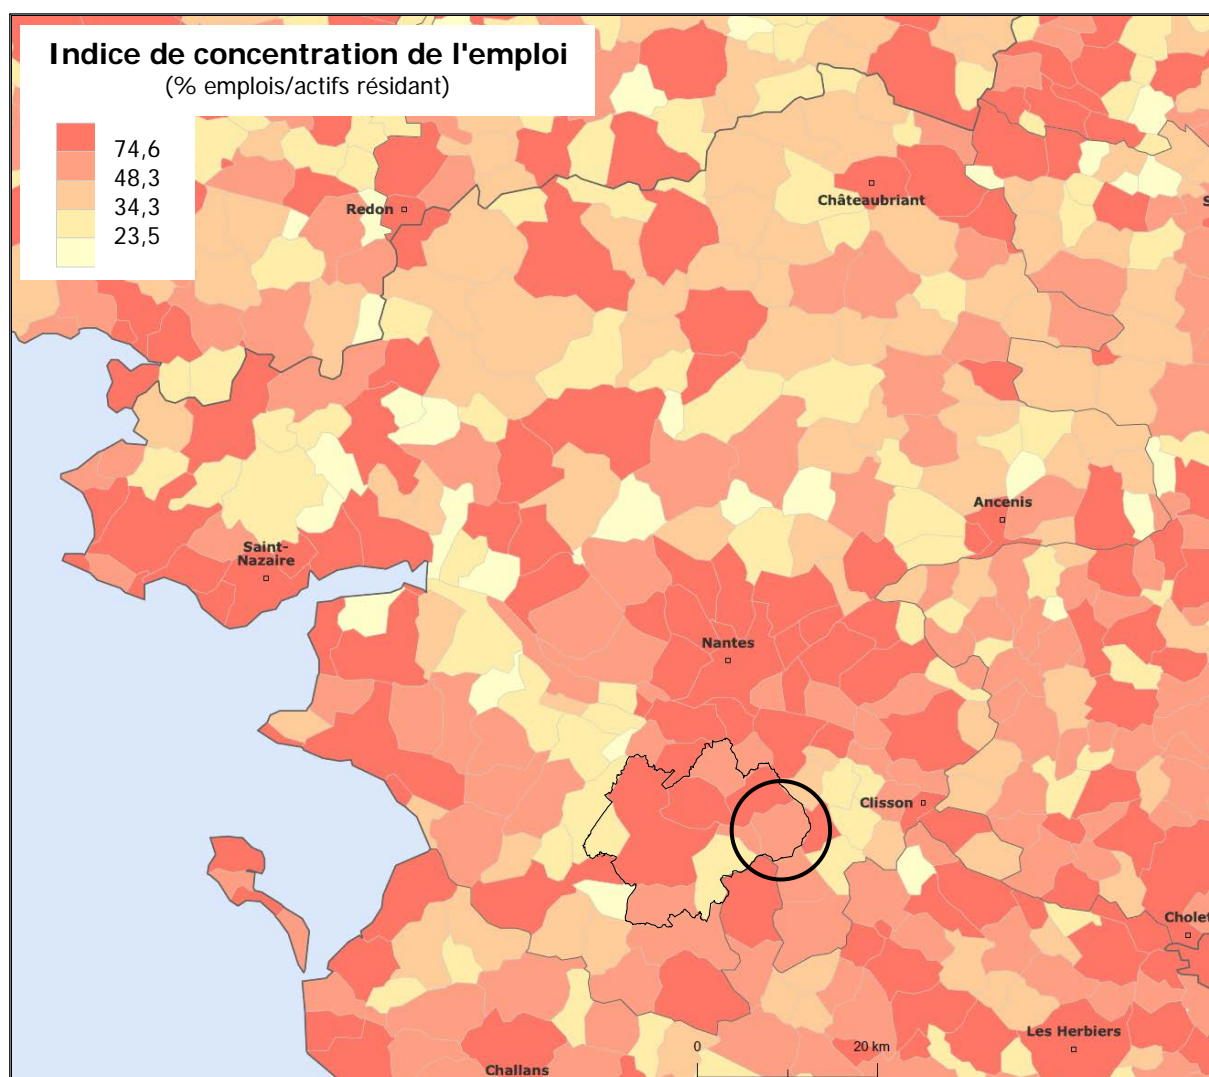 Indice de concentration de l'emploi
(% emplois/actifs résidant)
74,6
48,3
34,3
23,5
Redon
Châteaubriant
S
Ancenis
Saint-
Nazaire
Nantes
Clisson
Cholet
Les Herbiers
0
20 km
Challans